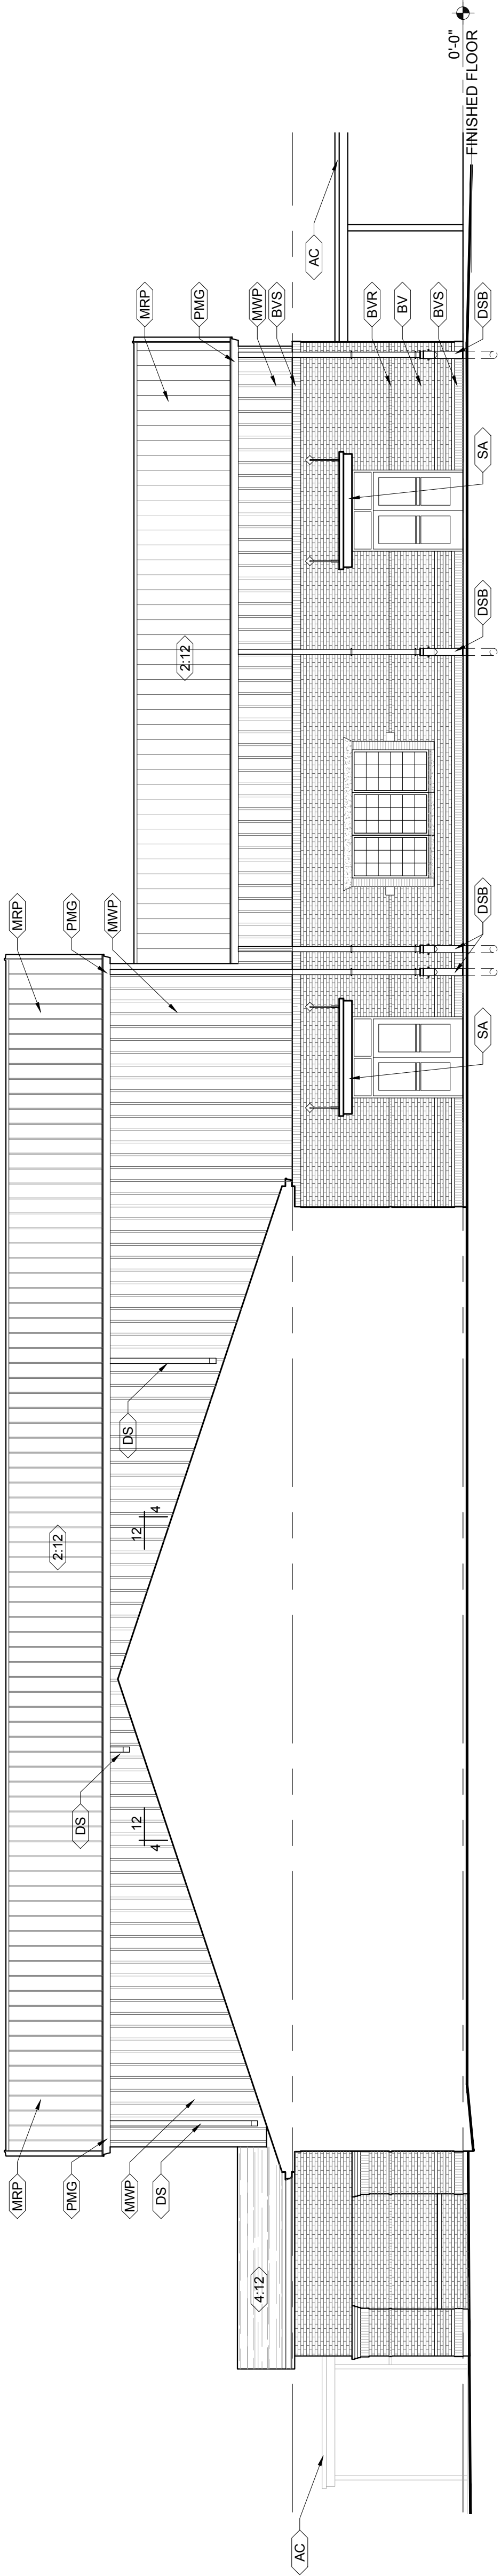 MRP
MRP
2:12
PMG
PMG
DS
MWP
MWP
DS
12
12
MRP
4
4
DS
2:12
PMG
4:12
MWP
BVS
AC
AC
BVR
BV
BVS
0'-0"
FINISHED FLOOR
SA
DSB
DSB
SA
DSB